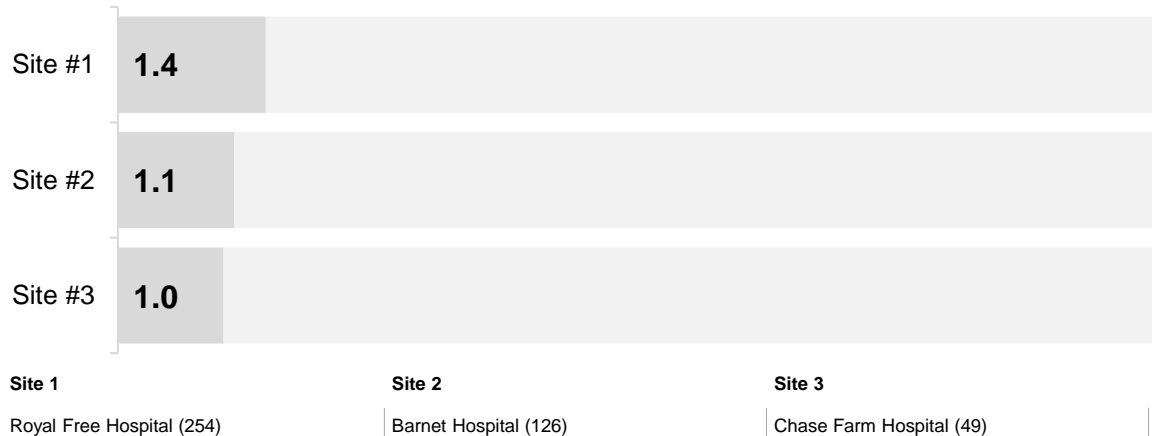 Site #1 1.4
Site #2 1.1
Site #3 1.0
Site 1 Site 2 Site 3
Royal Free Hospital (254) Barnet Hospital (126) Chase Farm Hospital (49)